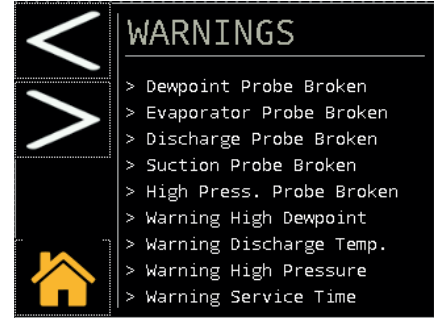 WARNINGS
> Dewpoint Probe Broken
> Evaporator Probe Broken
> Discharge Probe Broken
> Suction Probe Broken
> High Press. Probe Broken
> Warning High Dewpoint
> Warning Discharge Temp.
> Warning High Pressure
> Warning Service Time